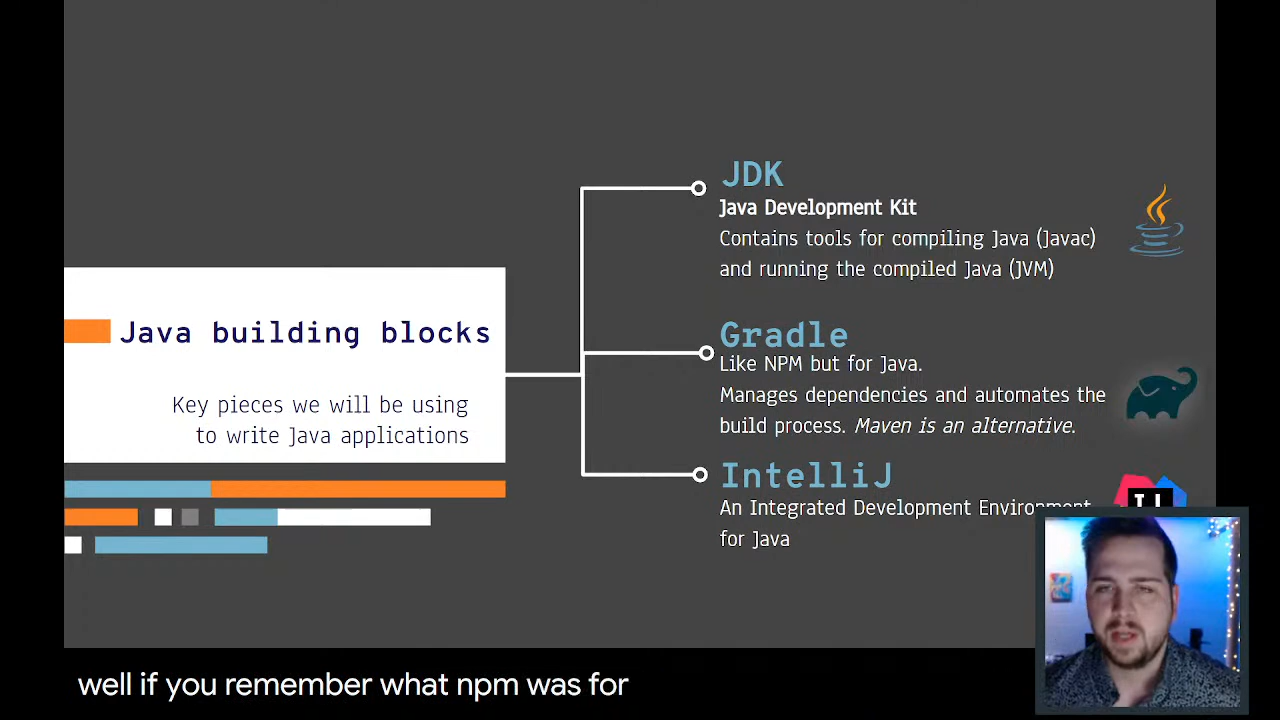 Java building blocks
Key pieces we will be using
to write Java applications
JDK
Java Development Kit
Contains tools for compiling Java (Javac)
and running the compiled Java (JVM)
Gradle
Like NPM but for Java.
Manages dependencies and automates the
build process. Maven is an alternative.
IntelliJ
An Integrated Development Environment
for Java
IJ
well if you remember what npm was for